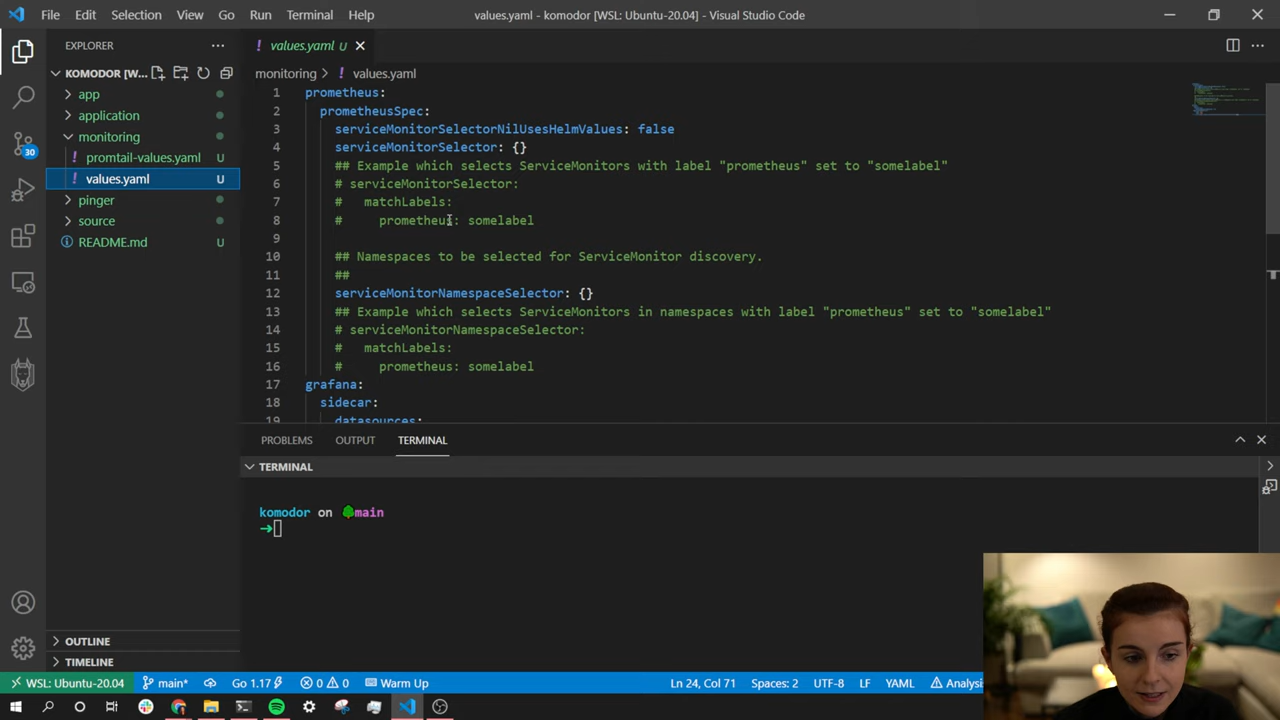 File Edit Selection View Go Run Terminal Help values.yaml - komodor [WSL: Ubuntu-20.04] - Visual Studio Code
EXPLORER
values.yaml U
KOMODOR [W...
monitoring > values.yaml
app
application
monitoring
promtail-values.yaml U
values.yaml U
pinger
source
README.md U
30
1 prometheus:
2 prometheusSpec:
3 serviceMonitorSelectorNilUsesHelmValues: false
4 serviceMonitorSelector: {}
5 ## Example which selects ServiceMonitors with label "prometheus" set to "somelabel"
6 # serviceMonitorSelector:
7 # matchLabels:
8 # prometheus: somelabel
9
10 ## Namespaces to be selected for ServiceMonitor discovery.
11 ##
12 serviceMonitorNamespaceSelector: {}
13 ## Example which selects ServiceMonitors in namespaces with label "prometheus" set to "somelabel"
14 # serviceMonitorNamespaceSelector:
15 # matchLabels:
16 # prometheus: somelabel
17 grafana:
18 sidecar:
19 datasources:
PROBLEMS OUTPUT TERMINAL
TERMINAL
komodor on main
OUTLINE
TIMELINE
WSL: Ubuntu-20.04 main* Go 1.17 0 0 Warm Up Ln 24, Col 71 Spaces: 2 UTF-8 LF YAML Analysi